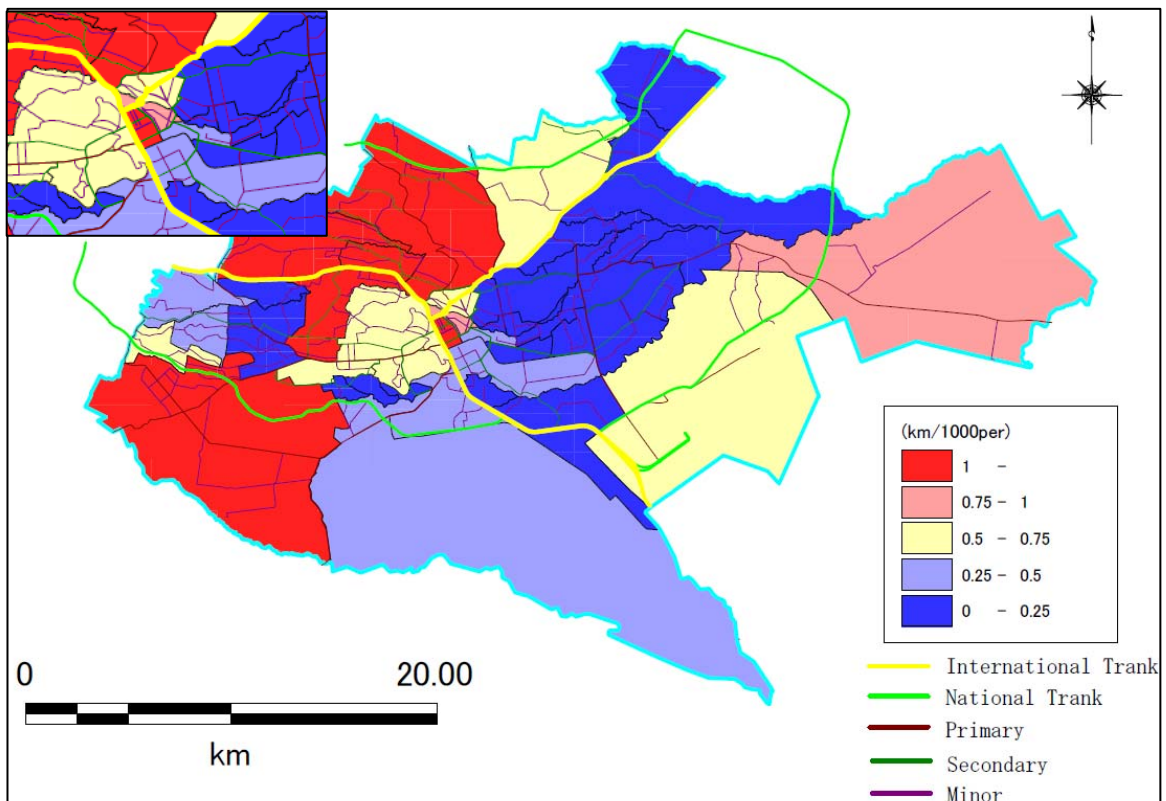 (km/1000per)
1 -
0.75 - 1
0.5 - 0.75
0.25 - 0.5
0 - 0.25
0 20.00
km
International Trank
National Trank
Primary
Secondary
Minor